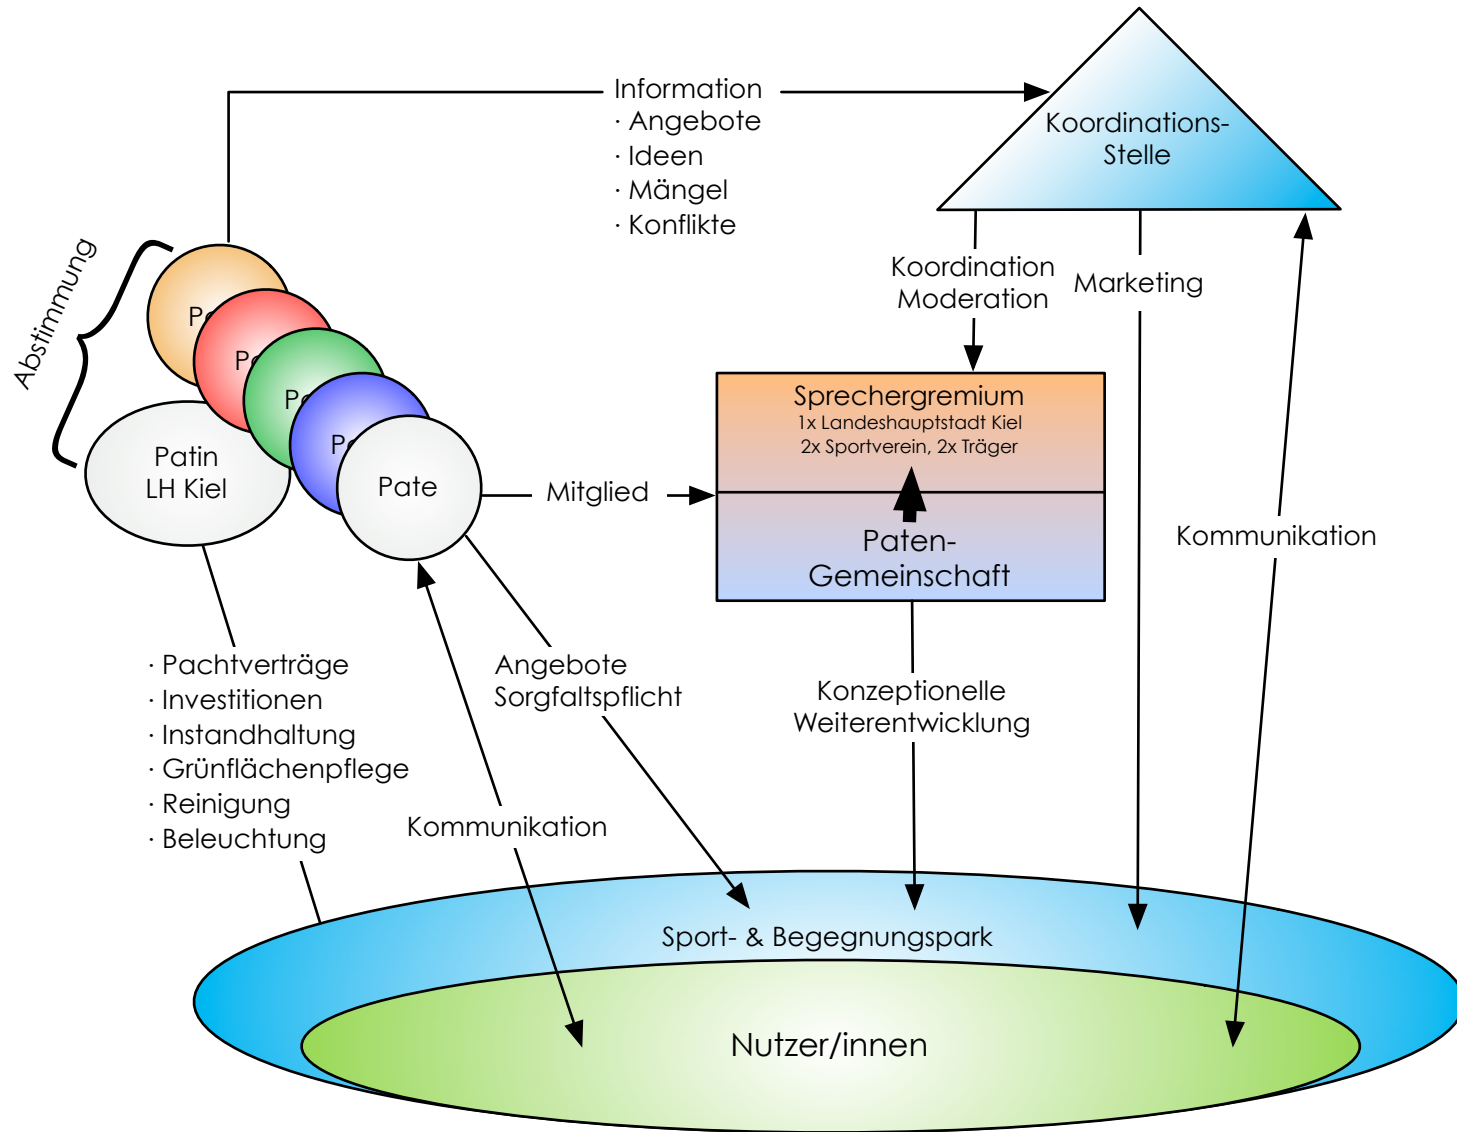 Information
· Angebote
· Ideen
· Mängel
· Konflikte
Koordinations-
Stelle
Abstimmung
Koordination
Moderation
Marketing
Patin
LH Kiel
Pate
Mitglied
Sprechergremium
1x Landeshauptstadt Kiel
2x Sportverein, 2x Träger
Paten-
Gemeinschaft
Kommunikation
· Pachtverträge
· Investitionen
· Instandhaltung
· Grünflächenpflege
· Reinigung
· Beleuchtung
Angebote
Sorgfaltspflicht
Konzeptionelle
Weiterentwicklung
Kommunikation
Sport- & Begegnungspark
Nutzer/innen